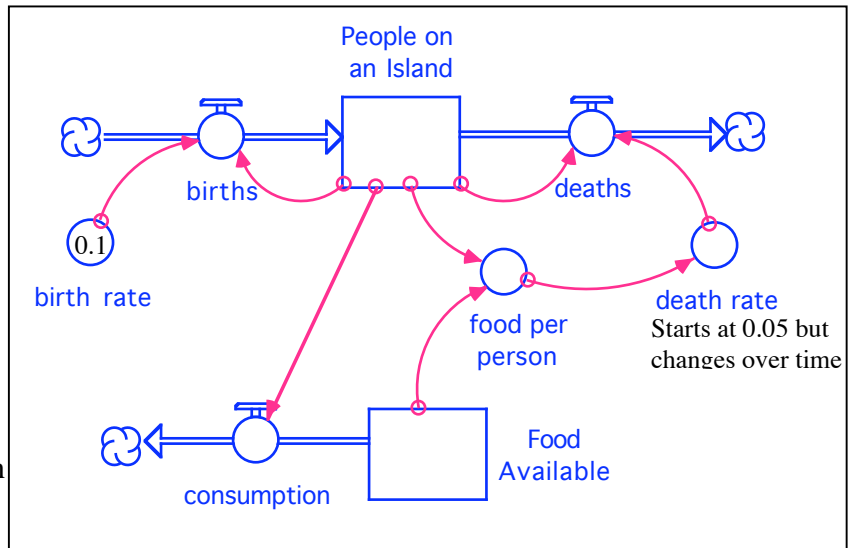 People on
an Island
births
deaths
0.1
birth rate
food per
person
death rate
Starts at 0.05 but
changes over time
Food
Available
consumption
n